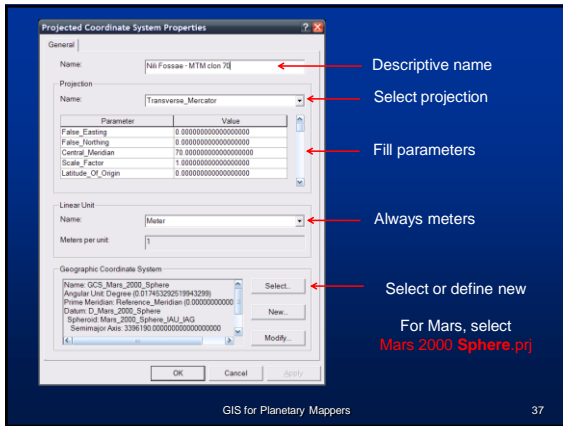 Projected Coordinate System Properties
General
Name: Nili Fossae - MTM clon 70
Descriptive name
Projection
Name: Transverse_Mercator
Select projection
Parameter Value
False_Easting 0.000000000000000000
False_Northing 0.000000000000000000
Central_Meridian 70.000000000000000000
Scale_Factor 1.000000000000000000
Latitude_Of_Origin 0.000000000000000000
Fill parameters
Linear Unit
Name: Meter
Always meters
Meters per unit: 1
Geographic Coordinate System
Name: GCS_Mars_2000_Sphere
Angular Unit: Degree (0.017453292519943299)
Prime Meridian: Reference_Meridian (0.00000000000
Datum: D_Mars_2000_Sphere
Spheroid: Mars_2000_Sphere_IAU_IAG
Semimajor Axis: 3396190.000000000000000000
Select...
New...
Modify...
Select or define new
For Mars, select
Mars 2000 Sphere.prj
OK Cancel Apply
GIS for Planetary Mappers 37